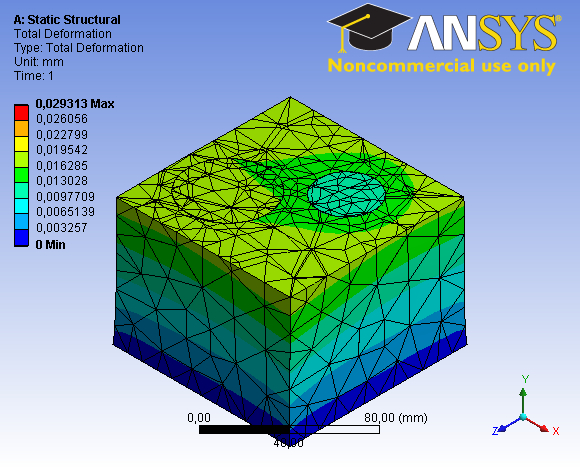 A: Static Structural
Total Deformation
Type: Total Deformation
Unit: mm
Time: 1
ANSYS
Noncommercial use only
0,029313 Max
0,026056
0,022799
0,019542
0,016285
0,013028
0,0097709
0,0065139
0,003257
0 Min
0,00
80,00 (mm)
40,00
Y
Z
X